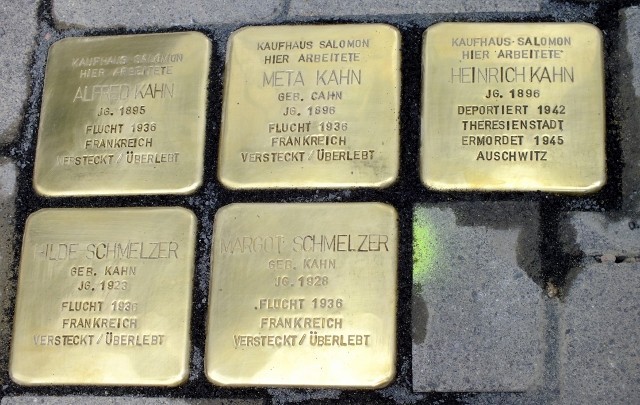 KAUFHAUS SALOMON
HIER ARBEITETE
ALFRED KAHN
JG. 1895
FLUCHT 1936
FRANKREICH
VERSTECKT / ÜBERLEBT
KAUFHAUS SALOMON
HIER ARBEITETE
META KAHN
GEB. CAHN
JG. 1896
FLUCHT 1936
FRANKREICH
VERSTECKT / ÜBERLEBT
KAUFHAUS SALOMON
HIER ARBEITETE
HEINRICH KAHN
JG. 1896
DEPORTIERT 1942
THERESIENSTADT
ERMORDET 1945
AUSCHWITZ
HILDE SCHMELZER
GEB. KAHN
JG. 1923
FLUCHT 1936
FRANKREICH
VERSTECKT / ÜBERLEBT
MARGOT SCHMELZER
GEB. KAHN
JG. 1928
FLUCHT 1936
FRANKREICH
VERSTECKT / ÜBERLEBT